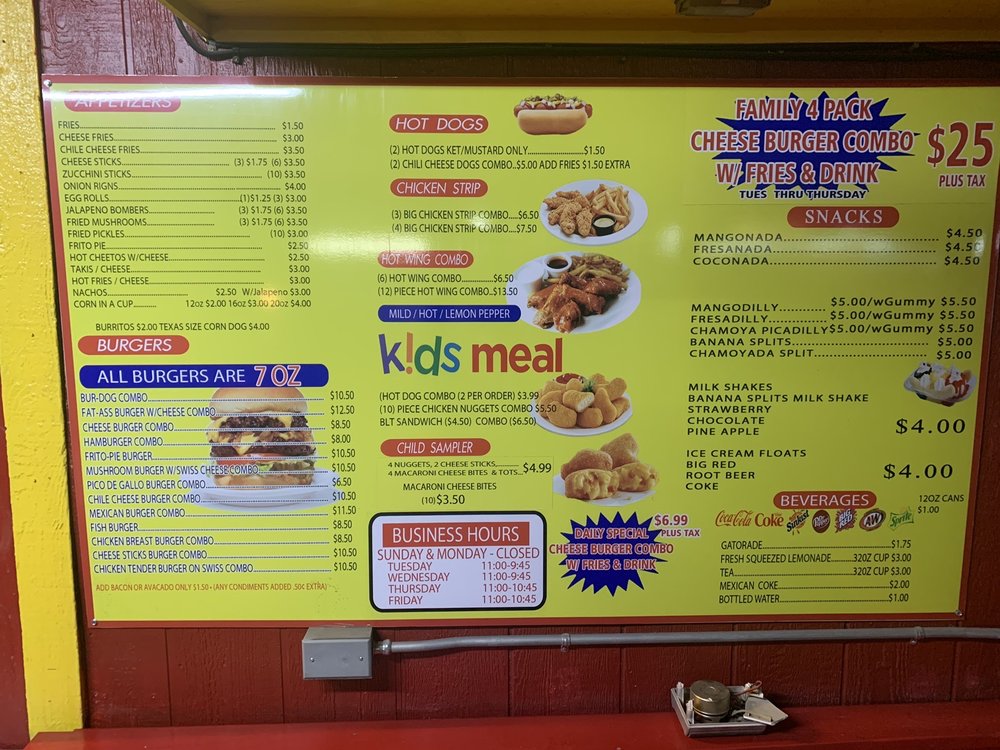 APPETIZERS
FRIES $1.50
CHEESE FRIES $3.00
CHILE CHEESE FRIES $3.50
CHEESE STICKS (3) $1.75 (6) $3.50
ZUCCHINI STICKS (10) $3.50
ONION RIGNS $4.00
EGG ROLLS (1)$1.25 (3) $3.00
JALAPENO BOMBERS (3) $1.75 (6) $3.50
FRIED MUSHROOMS (3) $1.75 (6) $3.50
FRIED PICKLES (10) $3.00
FRITO PIE $2.50
HOT CHEETOS W/CHEESE $2.50
TAKIS / CHEESE $3.00
HOT FRIES / CHEESE $3.00
NACHOS $2.50 W/Jalapeno $3.00
CORN IN A CUP 12oz $2.00 16oz $3.00 20oz $4.00
BURRITOS $2.00 TEXAS SIZE CORN DOG $4.00
BURGERS
ALL BURGERS ARE 7 OZ
BUR-DOG COMBO $10.50
FAT-ASS BURGER W/CHEESE COMBO $12.50
CHEESE BURGER COMBO $8.50
HAMBURGER COMBO $8.00
FRITO-PIE BURGER $10.50
MUSHROOM BURGER W/SWISS CHEESE COMBO $10.50
PICO DE GALLO BURGER COMBO $6.50
CHILE CHEESE BURGER COMBO $10.50
MEXICAN BURGER COMBO $11.50
FISH BURGER $8.50
CHICKEN BREAST BURGER COMBO $8.50
CHEESE STICKS BURGER COMBO $10.50
CHICKEN TENDER BURGER ON SWISS COMBO $10.50
ADD BACON OR AVACADO ONLY $1.50 • (ANY CONDIMENTS ADDED .50¢ EXTRA)
HOT DOGS
(2) HOT DOGS KET/MUSTARD ONLY $1.50
(2) CHILI CHEESE DOGS COMBO..$5.00 ADD FRIES $1.50 EXTRA
CHICKEN STRIP
(3) BIG CHICKEN STRIP COMBO....$6.50
(4) BIG CHICKEN STRIP COMBO....$7.50
HOT WING COMBO
(6) HOT WING COMBO $6.50
(12) PIECE HOT WING COMBO..$13.50
MILD / HOT / LEMON PEPPER
k!ds meal
(HOT DOG COMBO (2 PER ORDER) $3.99
(10) PIECE CHICKEN NUGGETS COMBO $5.50
BLT SANDWICH ($4.50) COMBO ($6.50)
CHILD SAMPLER
4 NUGGETS, 2 CHEESE STICKS,
4 MACARONI CHEESE BITES & TOTS...$4.99
MACARONI CHEESE BITES
(10) $3.50
BUSINESS HOURS
SUNDAY & MONDAY - CLOSED
TUESDAY 11:00-9:45
WEDNESDAY 11:00-9:45
THURSDAY 11:00-10:45
FRIDAY 11:00-10:45
DAILY SPECIAL $6.99
PLUS TAX
CHEESE BURGER COMBO
W/ FRIES & DRINK
FAMILY 4 PACK
CHEESE BURGER COMBO
W/ FRIES & DRINK
TUES THRU THURSDAY
$25
PLUS TAX
SNACKS
MANGONADA $4.50
FRESANADA $4.50
COCONADA $4.50
MANGODILLY $5.00/wGummy $5.50
FRESADILLY $5.00/wGummy $5.50
CHAMOYA PICADILLY $5.00/wGummy $5.50
BANANA SPLITS $5.00
CHAMOYADA SPLIT $5.00
MILK SHAKES
BANANA SPLITS MILK SHAKE
STRAWBERRY
CHOCOLATE
PINE APPLE
$4.00
ICE CREAM FLOATS
BIG RED
ROOT BEER
COKE
$4.00
BEVERAGES
12OZ CANS
$1.00
Coca-Cola Coke Sunkist BIG RED A&W Sprite
GATORADE $1.75
FRESH SQUEEZED LEMONADE 32OZ CUP $3.00
TEA 32OZ CUP $3.00
MEXICAN COKE $2.00
BOTTLED WATER $1.00